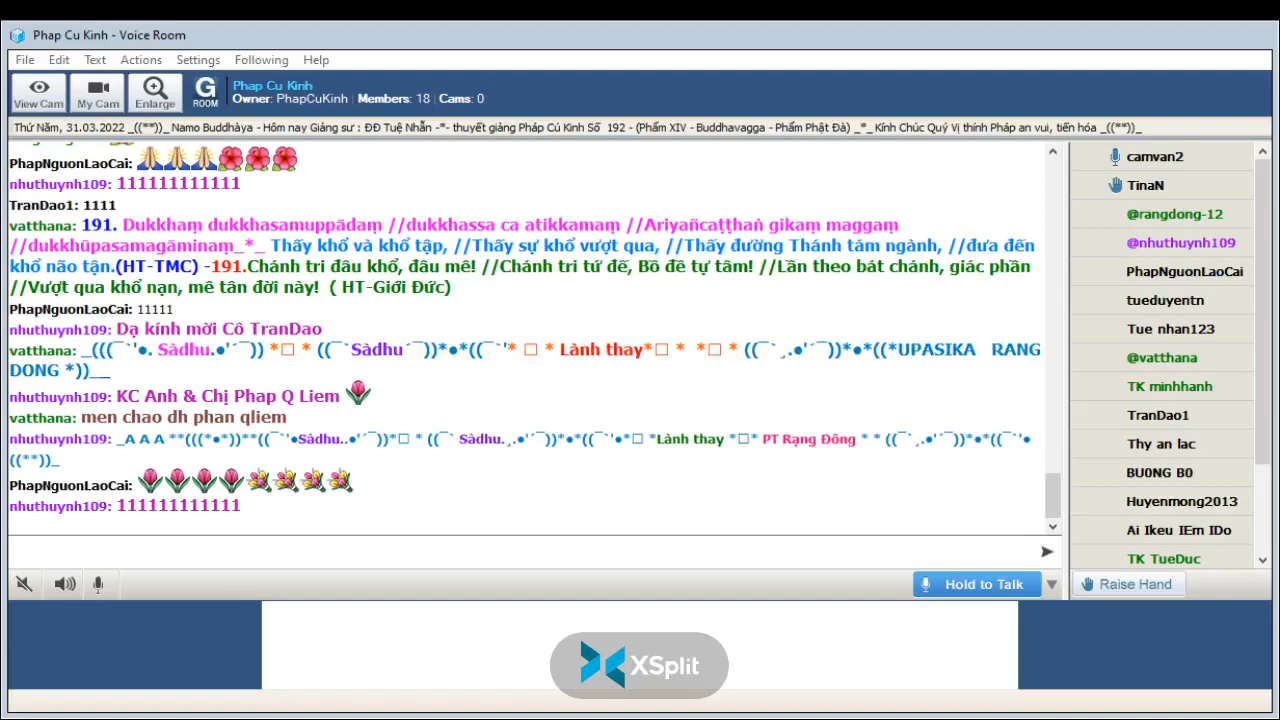 Phap Cu Kinh - Voice Room
File Edit Text Actions Settings Following Help
View Cam My Cam Enlarge G ROOM
Phap Cu Kinh
Owner: PhapCuKinh | Members: 18 | Cams: 0
Thứ Năm, 31.03.2022 _((**))_ Namo Buddhàya - Hôm nay Giảng sư : ĐĐ Tuệ Nhẫn -*- thuyết giảng Pháp Cú Kinh Số 192 - (Phẩm XIV - Buddhavagga - Phẩm Phật Đà) _*_ Kính Chúc Quý Vị thính Pháp an vui, tiến hóa _((**))_
PhapNguonLaoCai:
nhuthuynh109: 111111111111
TranDao1: 1111
vatthana: 191. Dukkhaṃ dukkhasamuppādaṃ //dukkhassa ca atikkamaṃ //Ariyañcaṭṭhaṅ gikaṃ maggaṃ
//dukkhūpasamagāminaṃ_*_ Thấy khổ và khổ tập, //Thấy sự khổ vượt qua, //Thấy đường Thánh tám ngành, //đưa đến
khổ não tận.(HT-TMC) -191.Chánh tri đâu khổ, đâu mê! //Chánh tri tứ đế, Bồ đề tự tâm! //Lần theo bát chánh, giác phần
//Vượt qua khổ nạn, mê tân đời này! ( HT-Giới Đức)
PhapNguonLaoCai: 11111
nhuthuynh109: Dạ kính mời Cô TranDao
vatthana: _(((¯`'●. Sàdhu.●'´¯)) *□ * ((¯`Sàdhu´¯))*●*((¯`'* □ * Lành thay*□ * *□ * ((¯`¸.●'´¯))*●*((*UPASIKA RANG
DONG *))__
nhuthuynh109: KC Anh & Chị Phap Q Liem
vatthana: men chao dh phan qliem
nhuthuynh109: _A A A **(((*●*))**((¯`'●Sàdhu..●'´¯))*□ * ((¯`Sàdhu.¸.●'´¯))*●*((¯`'●*□ *Lành thay *□* PT Rạng Đông * * ((¯`¸.●'´¯))*●*((¯`'●
((**))_
PhapNguonLaoCai:
nhuthuynh109: 111111111111
camvan2
TinaN
@rangdong-12
@nhuthuynh109
PhapNguonLaoCai
tueduyentn
Tue nhan123
@vatthana
TK minhhanh
TranDao1
Thy an lac
BU0NG B0
Huyenmong2013
Ai Ikeu IEm IDo
TK TueDuc
Hold to Talk
Raise Hand
XSplit